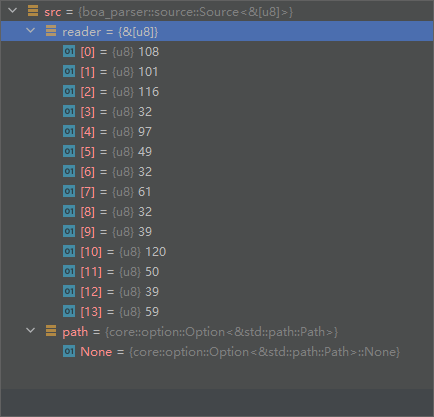 src = {boa_parser::source::Source<&[u8]>}
reader = {&[u8]}
01 [0] = {u8} 108
01 [1] = {u8} 101
01 [2] = {u8} 116
01 [3] = {u8} 32
01 [4] = {u8} 97
01 [5] = {u8} 49
01 [6] = {u8} 32
01 [7] = {u8} 61
01 [8] = {u8} 32
01 [9] = {u8} 39
01 [10] = {u8} 120
01 [11] = {u8} 50
01 [12] = {u8} 39
01 [13] = {u8} 59
path = {core::option::Option<&std::path::Path>}
01 None = {core::option::Option<&std::path::Path>::None}